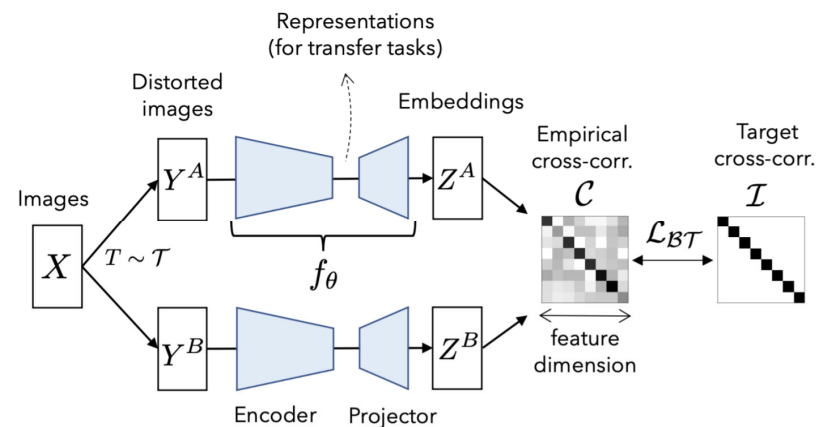 Representations
(for transfer tasks)
Distorted
images
Embeddings
Empirical
cross-corr.
Target
cross-corr.
Images
Y^A
Z^A
𝒞
ℐ
X
T ~ 𝒯
f_θ
ℒ_ℬ𝒯
Y^B
Z^B
feature
dimension
Encoder
Projector